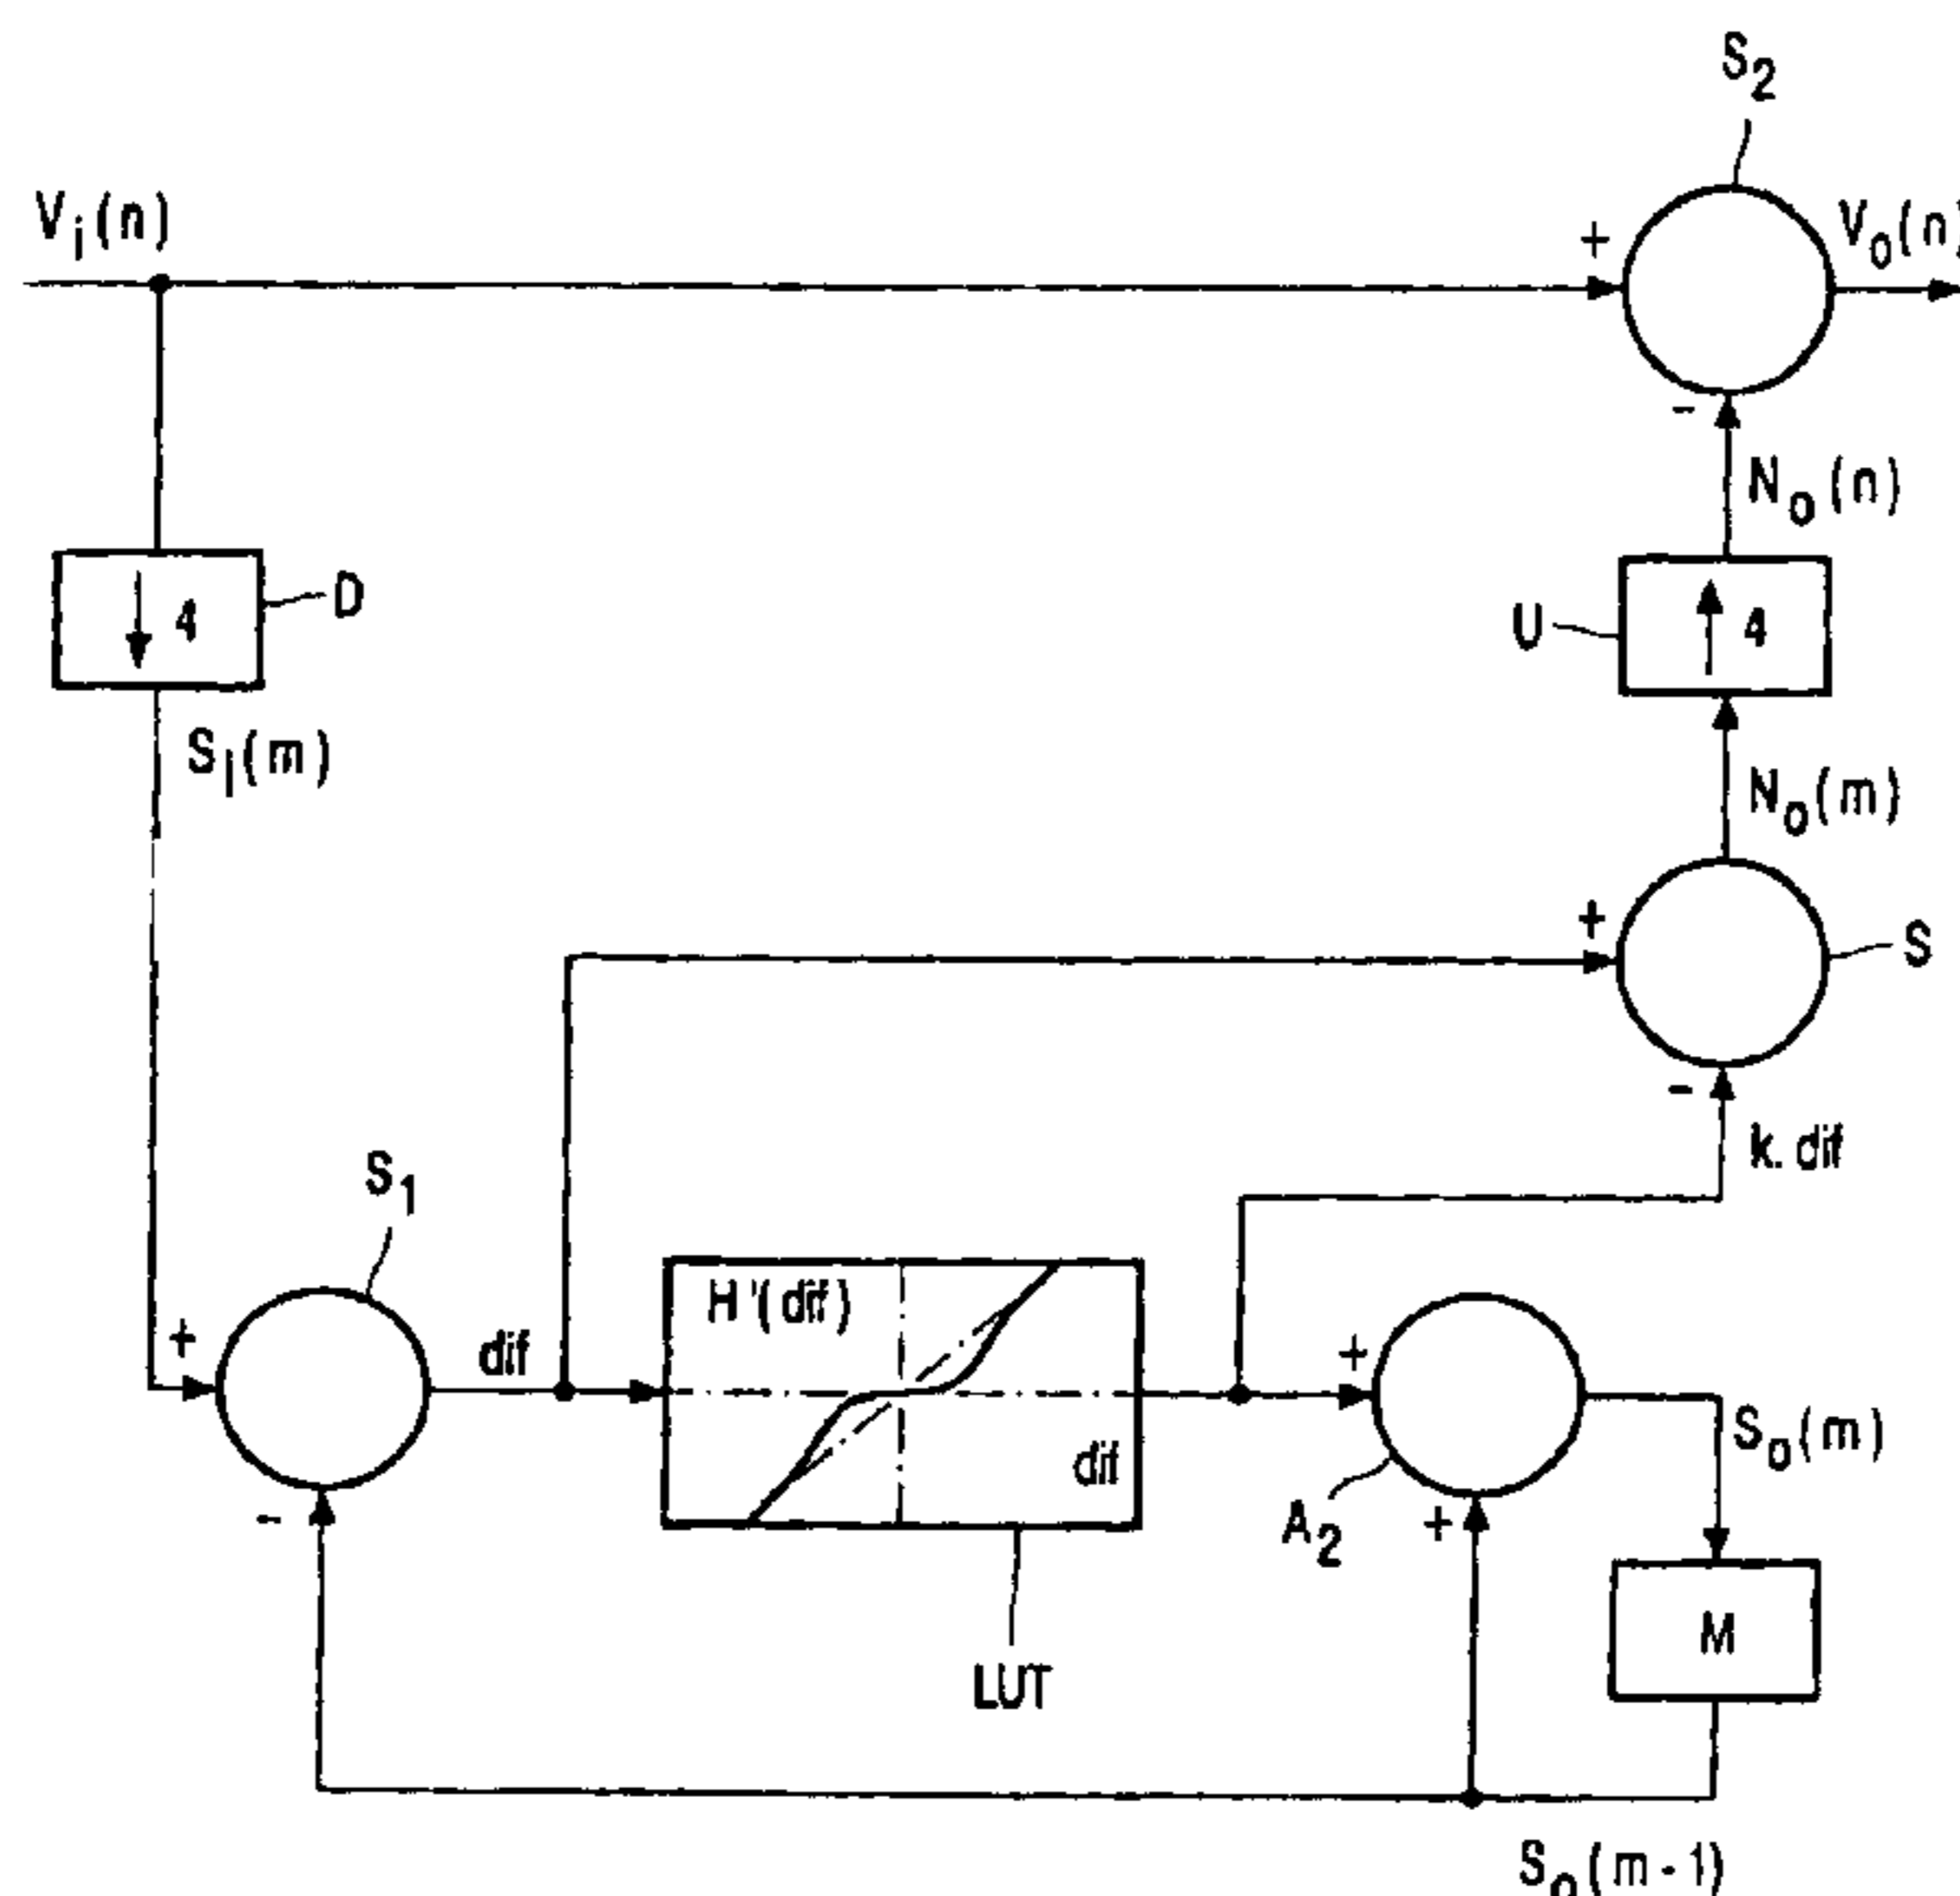 S2
Vi(n)
+
Vo(n)
-
No(n)
4
D
U
4
Si(m)
No(m)
+
S
-
k.dif
S1
+
dif
H'(dif)
+
So(m)
dif
-
A2
+
M
LUT
So(m-1)